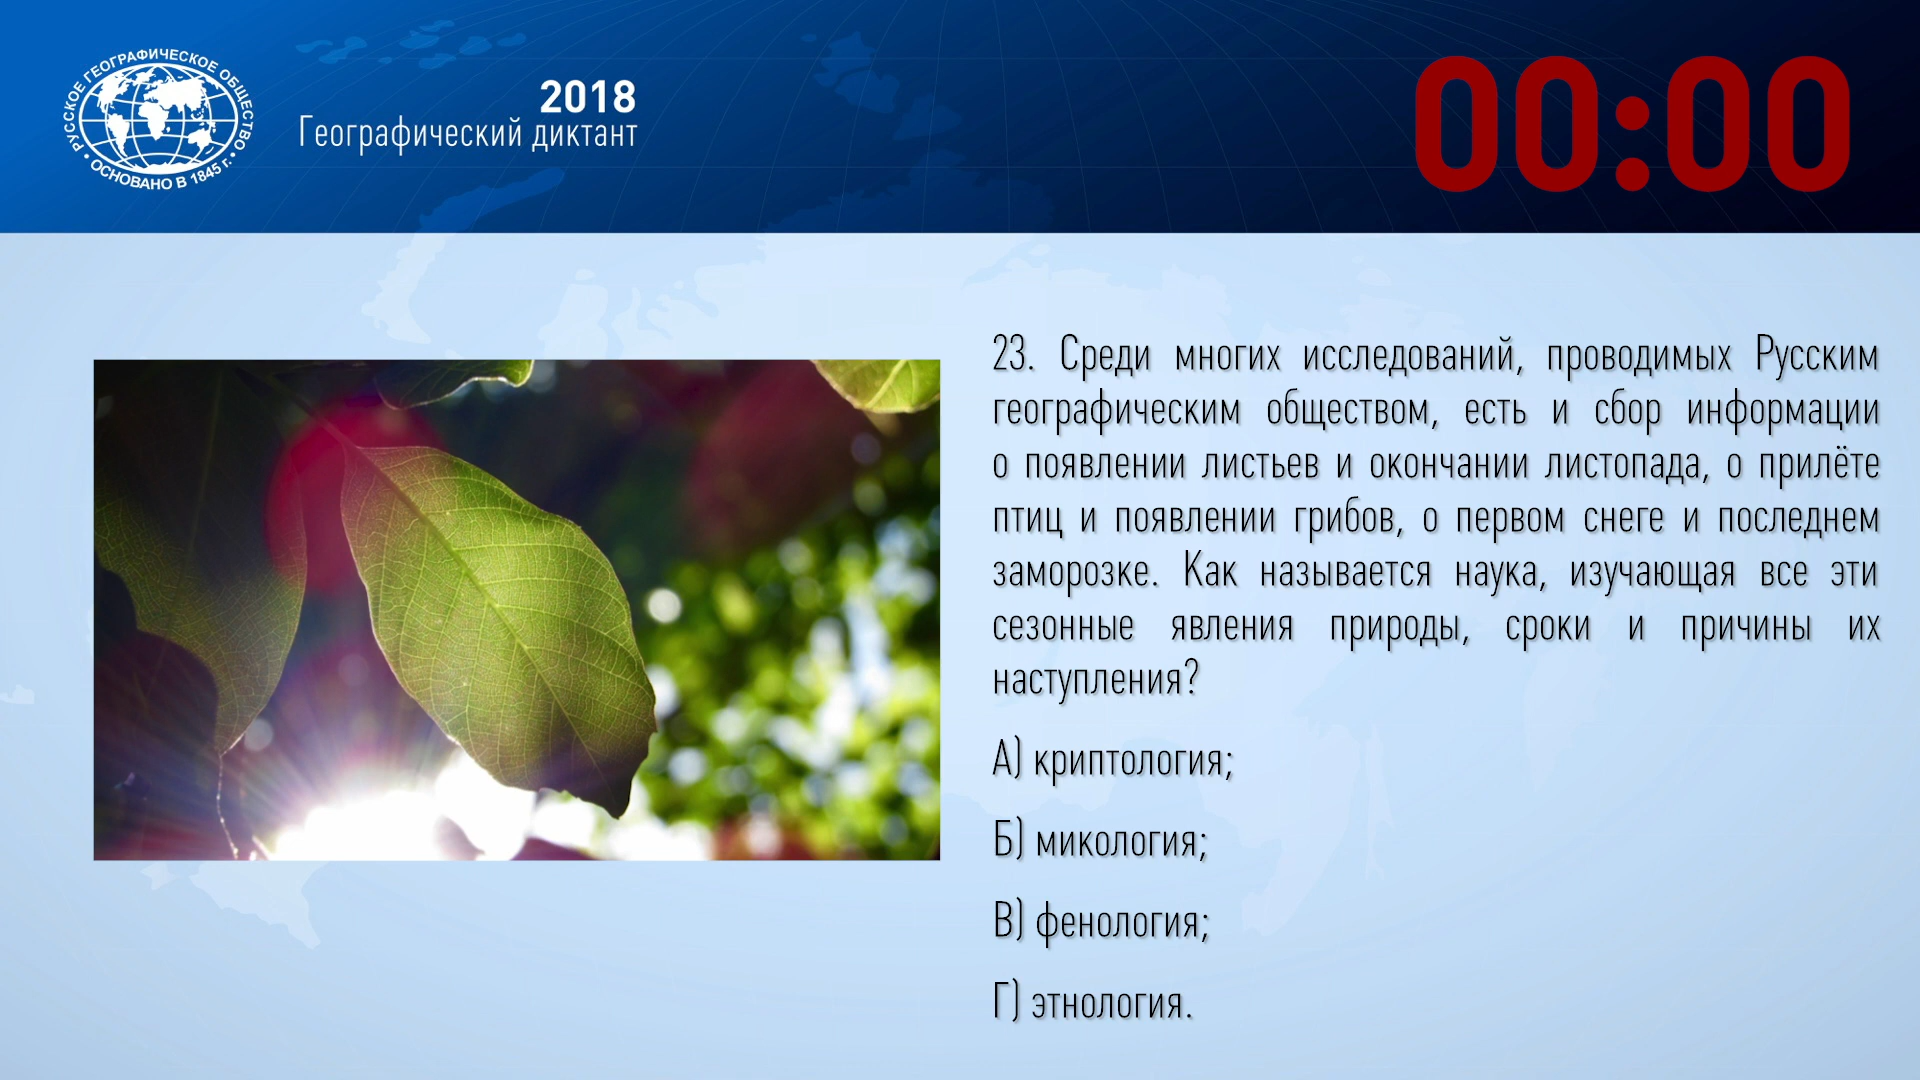 РУССКОЕ ГЕОГРАФИЧЕСКОЕ ОБЩЕСТВО
• ОСНОВАНО В 1845 г. •
2018
Географический диктант
00:00
23. Среди многих исследований, проводимых Русским
географическим обществом, есть и сбор информации
о появлении листьев и окончании листопада, о прилёте
птиц и появлении грибов, о первом снеге и последнем
заморозке. Как называется наука, изучающая все эти
сезонные явления природы, сроки и причины их
наступления?
А) криптология;
Б) микология;
В) фенология;
Г) этнология.